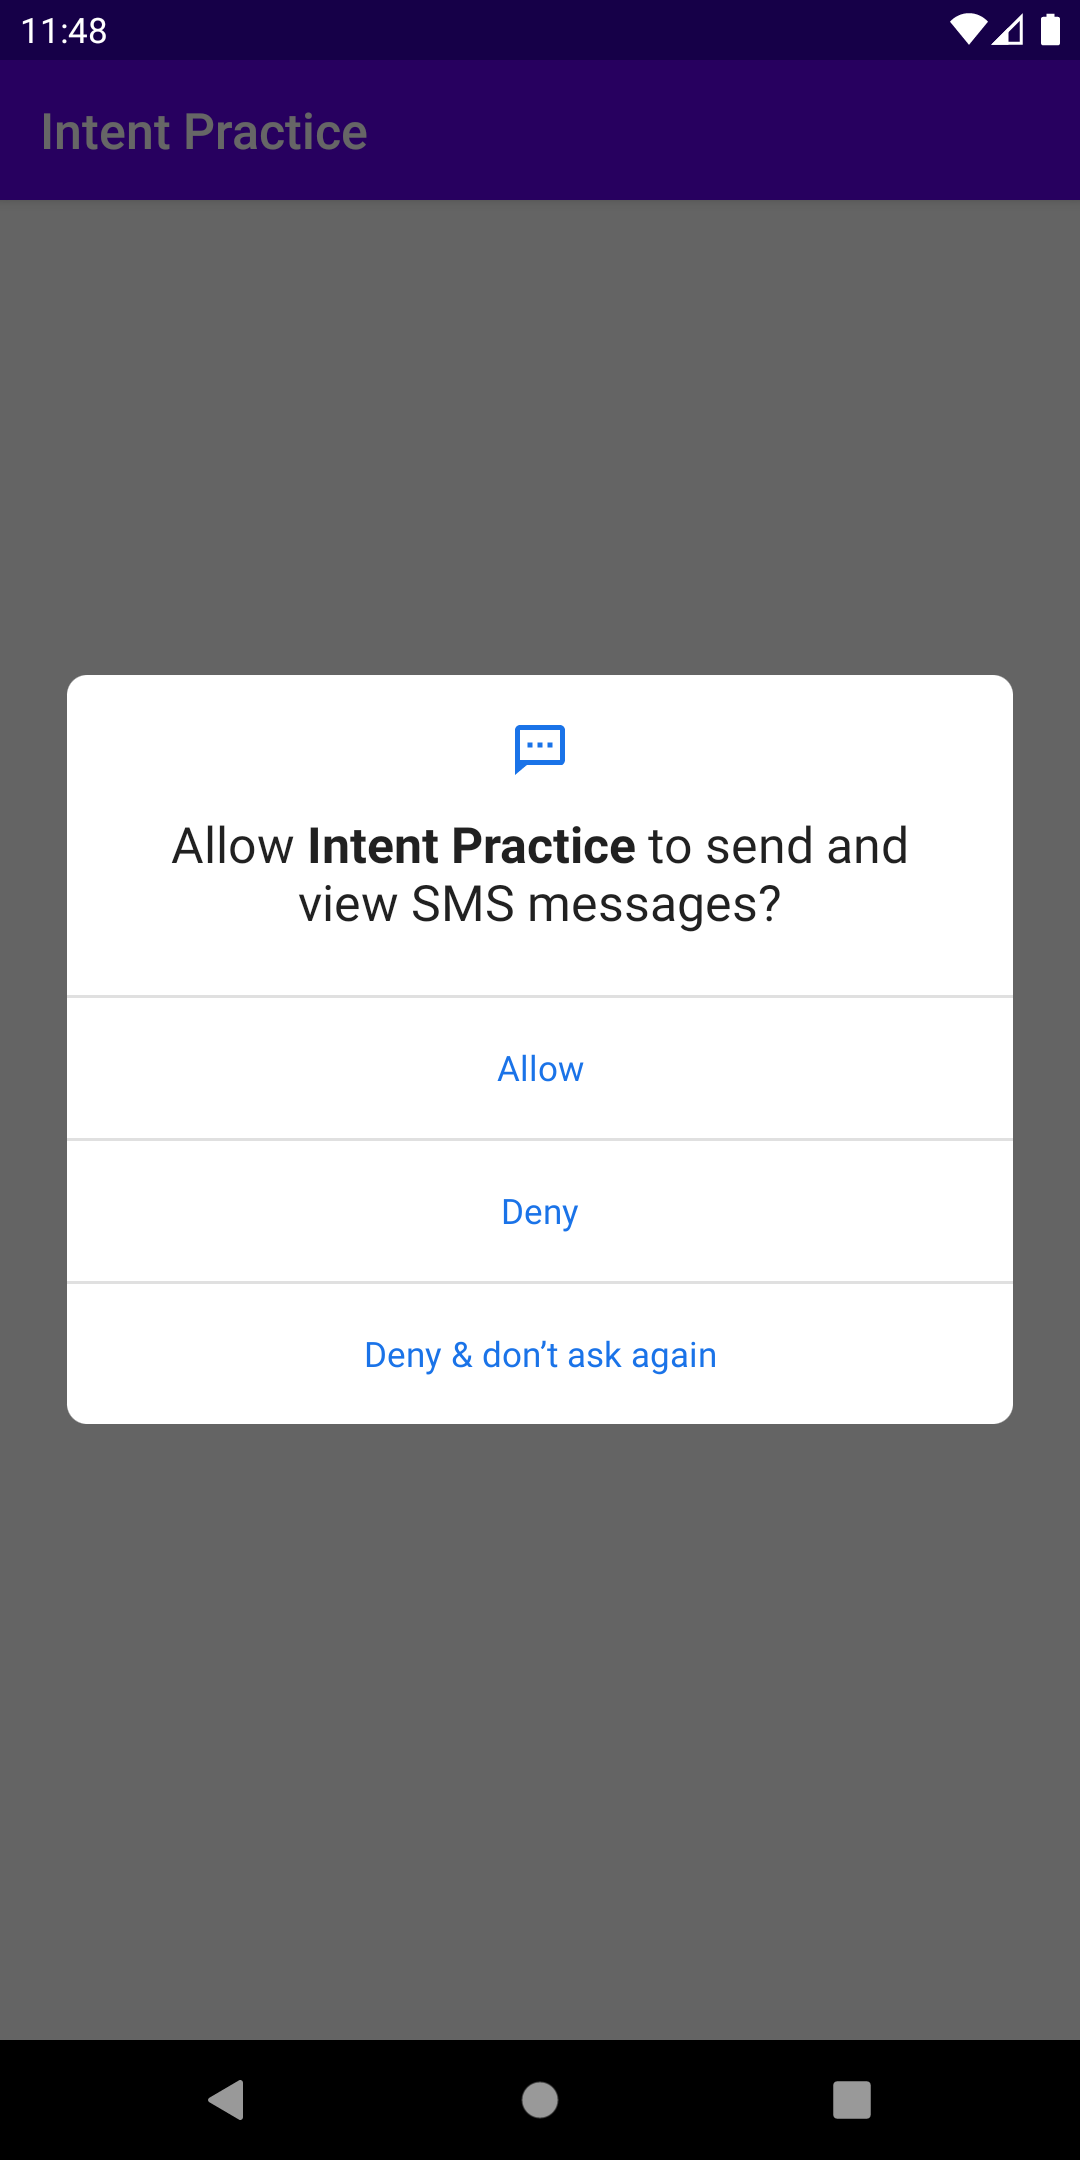 11:48
Intent Practice
Allow Intent Practice to send and
view SMS messages?
Allow
Deny
Deny & don’t ask again